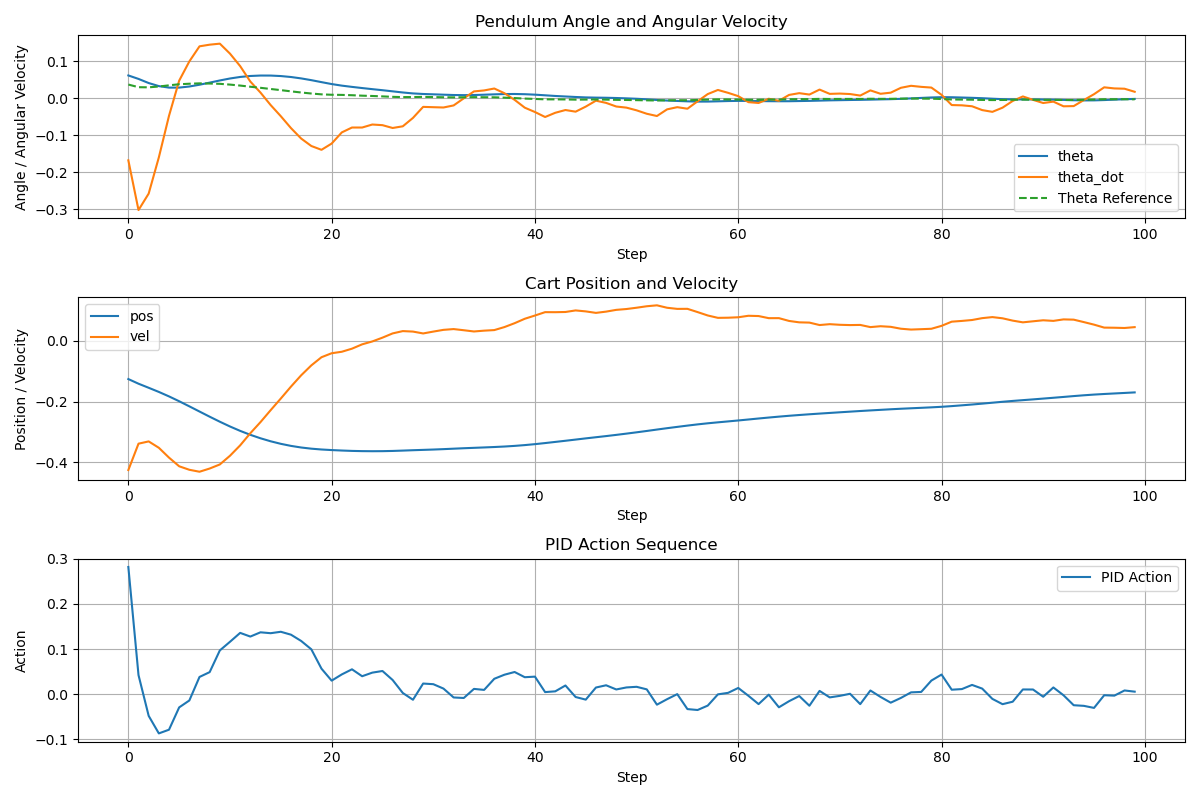 Pendulum Angle and Angular Velocity
Angle / Angular Velocity
0.1
0.0
−0.1
−0.2
−0.3
theta
theta_dot
Theta Reference
0 20 40 60 80 100
Step
Cart Position and Velocity
Position / Velocity
pos
vel
0.0
−0.2
−0.4
0 20 40 60 80 100
Step
PID Action Sequence
Action
0.3
0.2
0.1
0.0
−0.1
PID Action
0 20 40 60 80 100
Step